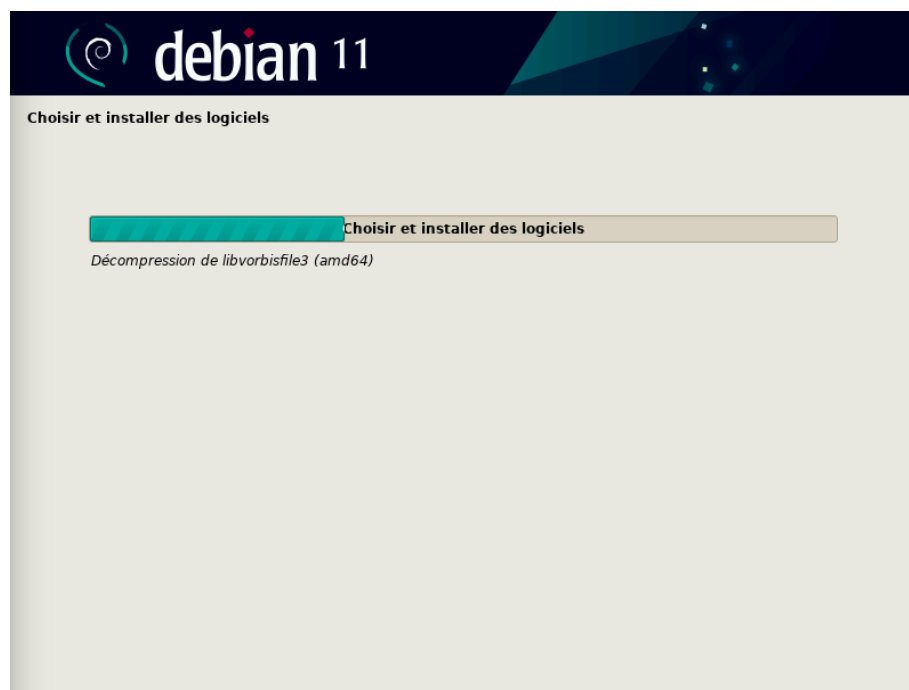 debian 11
Choisir et installer des logiciels
Choisir et installer des logiciels
Décompression de libvorbisfile3 (amd64)